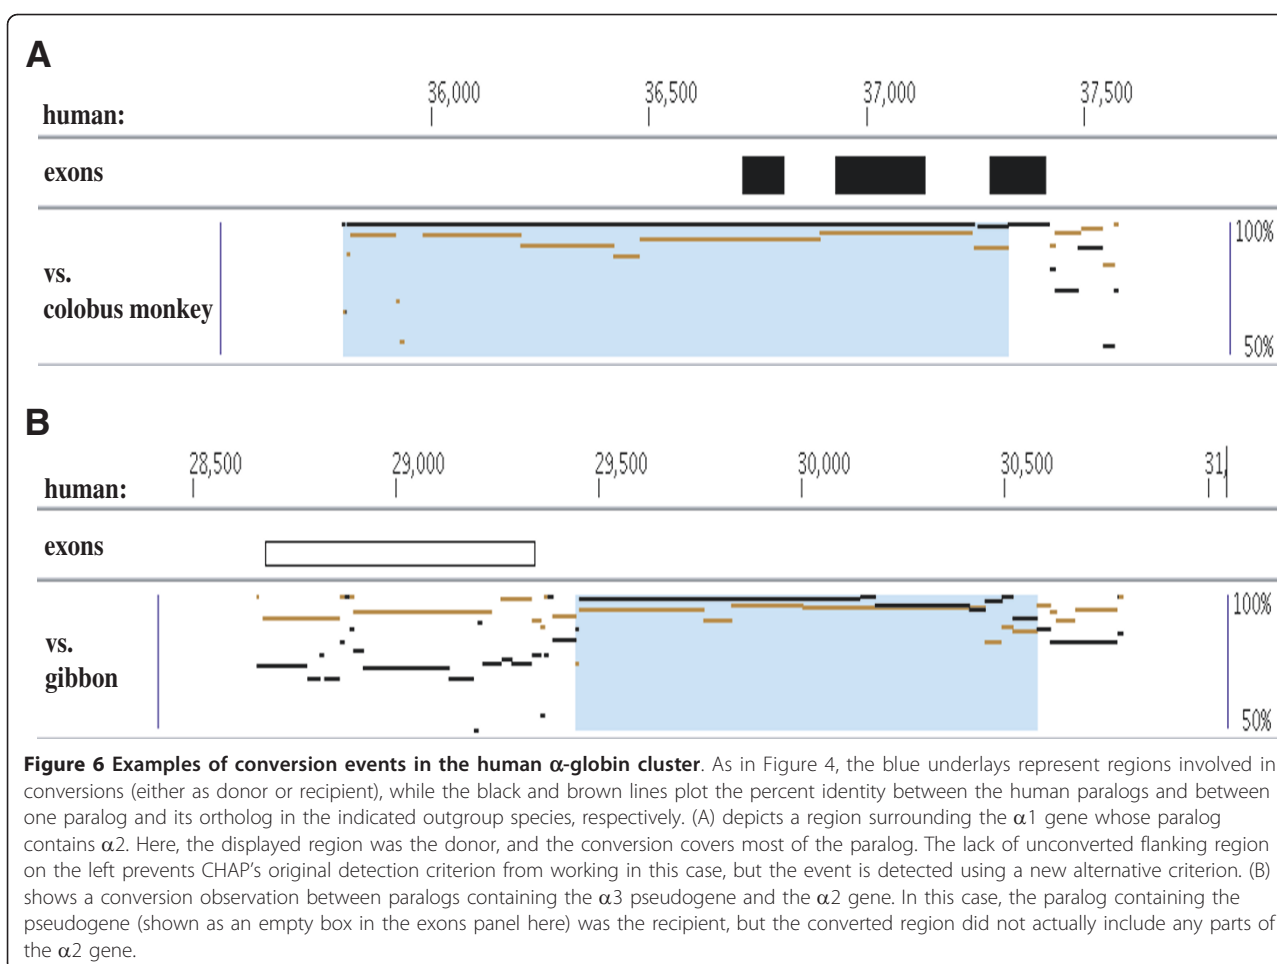 A
human:
36,000 36,500 37,000 37,500
exons
vs.
colobus monkey
100%
50%
B
28,500 29,000 29,500 30,000 30,500 31,
human:
exons
vs.
gibbon
100%
50%
Figure 6 Examples of conversion events in the human α-globin cluster. As in Figure 4, the blue underlays represent regions involved in
conversions (either as donor or recipient), while the black and brown lines plot the percent identity between the human paralogs and between
one paralog and its ortholog in the indicated outgroup species, respectively. (A) depicts a region surrounding the α1 gene whose paralog
contains α2. Here, the displayed region was the donor, and the conversion covers most of the paralog. The lack of unconverted flanking region
on the left prevents CHAP's original detection criterion from working in this case, but the event is detected using a new alternative criterion. (B)
shows a conversion observation between paralogs containing the α3 pseudogene and the α2 gene. In this case, the paralog containing the
pseudogene (shown as an empty box in the exons panel here) was the recipient, but the converted region did not actually include any parts of
the α2 gene.